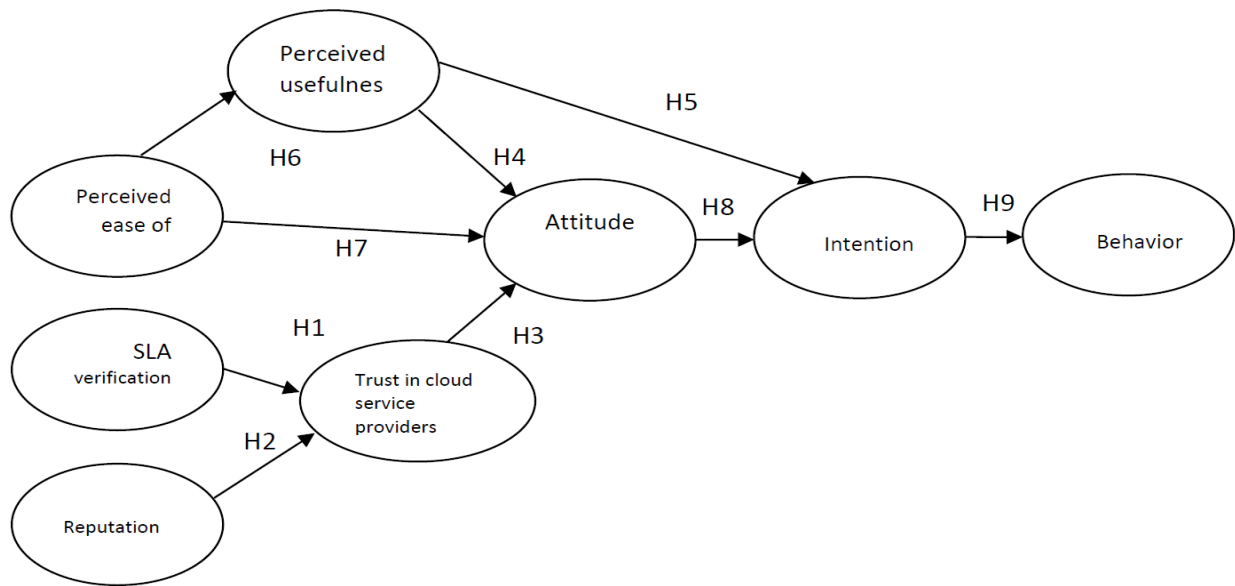 Perceived
usefulnes
H5
H6
H4
Perceived
ease of
H7
Attitude
H8
Intention
H9
Behavior
SLA
verification
H1
H3
Trust in cloud
service
providers
H2
Reputation